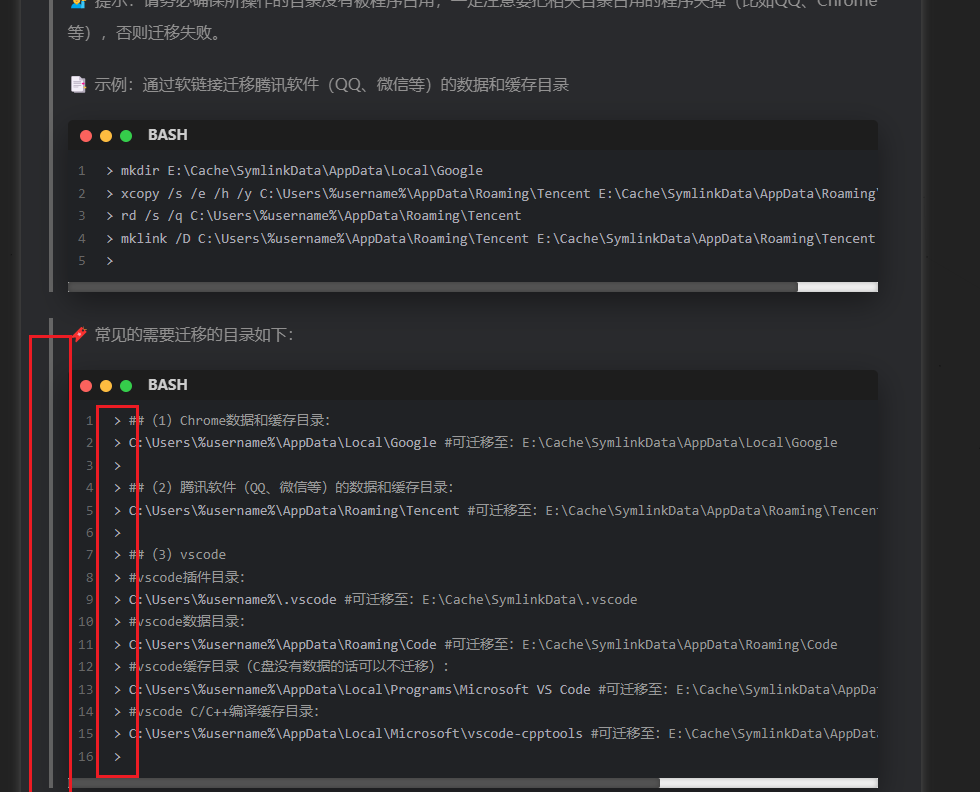 提示：请务必确保所操作的目录没有被程序占用，一定注意要把相关目录占用的程序关掉（比如QQ、Chrome
等），否则迁移失败。
示例：通过软链接迁移腾讯软件（QQ、微信等）的数据和缓存目录
BASH
1 > mkdir E:\Cache\SymlinkData\AppData\Local\Google
2 > xcopy /s /e /h /y C:\Users\%username%\AppData\Roaming\Tencent E:\Cache\SymlinkData\AppData\Roaming\
3 > rd /s /q C:\Users\%username%\AppData\Roaming\Tencent
4 > mklink /D C:\Users\%username%\AppData\Roaming\Tencent E:\Cache\SymlinkData\AppData\Roaming\Tencent
5 >
常见的需要迁移的目录如下：
BASH
1 > ##（1）Chrome数据和缓存目录：
2 > C:\Users\%username%\AppData\Local\Google #可迁移至：E:\Cache\SymlinkData\AppData\Local\Google
3 >
4 > ##（2）腾讯软件（QQ、微信等）的数据和缓存目录：
5 > C:\Users\%username%\AppData\Roaming\Tencent #可迁移至：E:\Cache\SymlinkData\AppData\Roaming\Tencent
6 >
7 > ##（3）vscode
8 > #vscode插件目录：
9 > C:\Users\%username%\.vscode #可迁移至：E:\Cache\SymlinkData\.vscode
10 > #vscode数据目录：
11 > C:\Users\%username%\AppData\Roaming\Code #可迁移至：E:\Cache\SymlinkData\AppData\Roaming\Code
12 > #vscode缓存目录（C盘没有数据的话可以不迁移）：
13 > C:\Users\%username%\AppData\Local\Programs\Microsoft VS Code #可迁移至：E:\Cache\SymlinkData\AppDa
14 > #vscode C/C++编译缓存目录：
15 > C:\Users\%username%\AppData\Local\Microsoft\vscode-cpptools #可迁移至：E:\Cache\SymlinkData\AppData
16 >